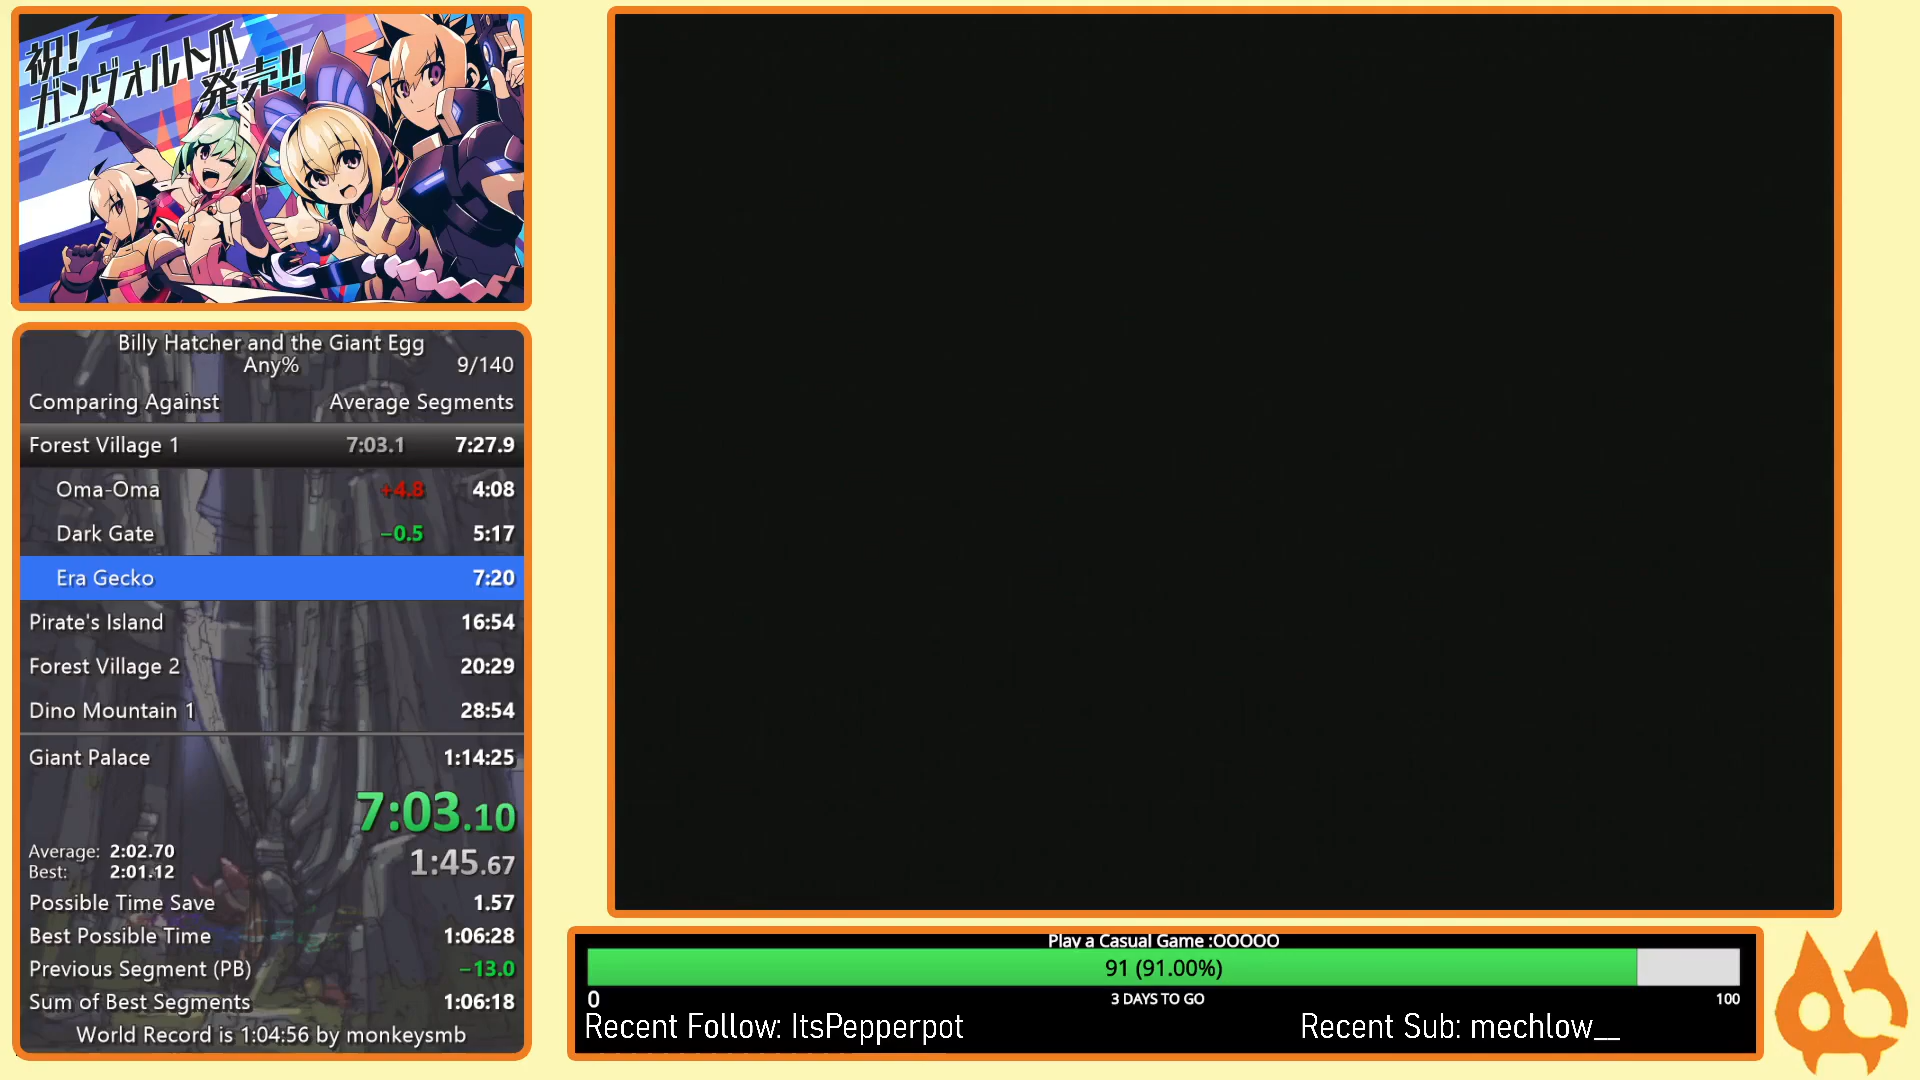 祝!
ガンヴォルト爪
発売!!
Billy Hatcher and the Giant Egg
Any% 9/140
Comparing Against Average Segments
Forest Village 1 7:03.1 7:27.9
Oma-Oma +4.8 4:08
Dark Gate −0.5 5:17
Era Gecko 7:20
Pirate's Island 16:54
Forest Village 2 20:29
Dino Mountain 1 28:54
Giant Palace 1:14:25
7:03.10
Average: 2:02.70
Best: 2:01.12
1:45.67
Possible Time Save 1.57
Best Possible Time 1:06:28
Previous Segment (PB) −13.0
Sum of Best Segments 1:06:18
World Record is 1:04:56 by monkeysmb
Play a Casual Game :OOOOO
91 (91.00%)
0 3 DAYS TO GO 100
Recent Follow: ItsPepperpot Recent Sub: mechlow__